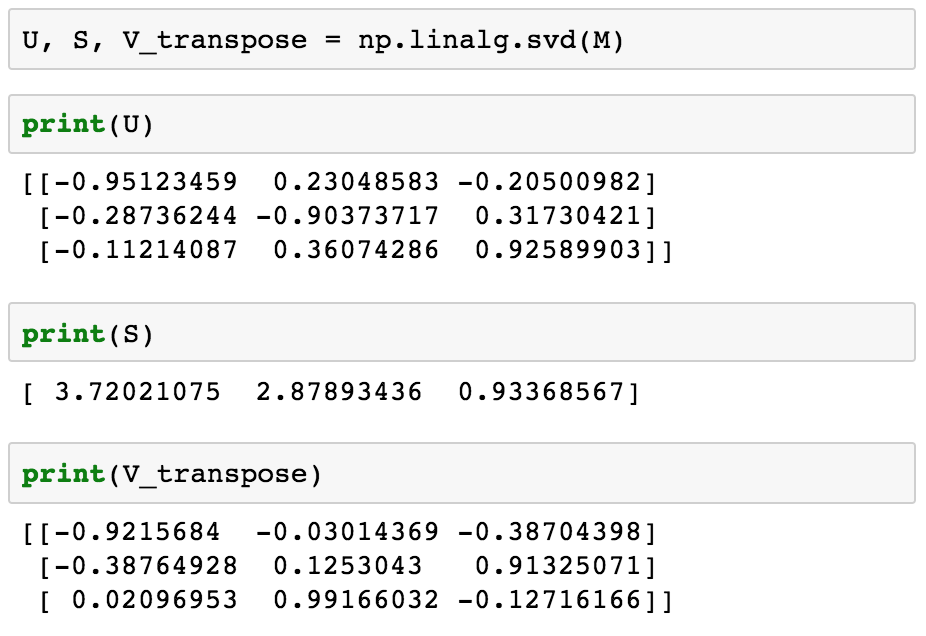 U, S, V_transpose = np.linalg.svd(M)
print(U)
[[-0.95123459  0.23048583 -0.20500982]
 [-0.28736244 -0.90373717  0.31730421]
 [-0.11214087  0.36074286  0.92589903]]
print(S)
[ 3.72021075  2.87893436  0.93368567]
print(V_transpose)
[[-0.9215684  -0.03014369 -0.38704398]
 [-0.38764928  0.1253043   0.91325071]
 [ 0.02096953  0.99166032 -0.12716166]]